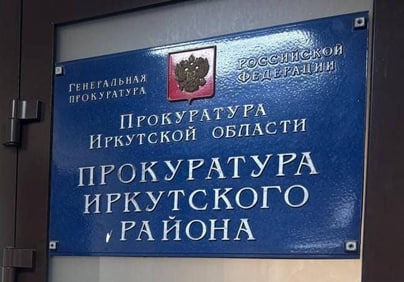 Генеральная прокуратура
Российской Федерации
Прокуратура
Иркутской области
ПРОКУРАТУРА
ИРКУТСКОГО
РАЙОНА